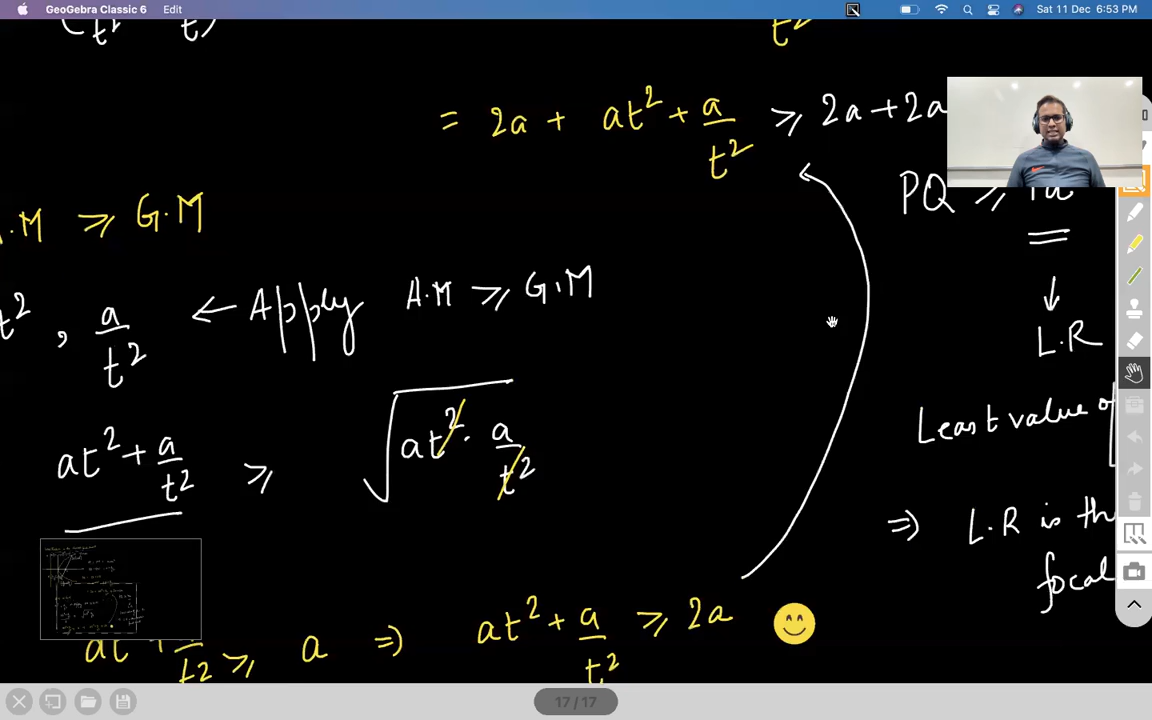 GeoGebra Classic 6 Edit Sat 11 Dec 6:53 PM
= 2a + at² + a/t² ⩾ 2a + 2a
PQ ⩾
.M ⩾ G.M
t² , a/t² ← Apply A.M ⩾ G.M
↓
L.R
at² + a/t² ⩾ √(at² · a/t²)
Least value of
⇒ L.R is th
focal
at² + a/t² ⩾ 2a
⩾ a ⇒
17 / 17